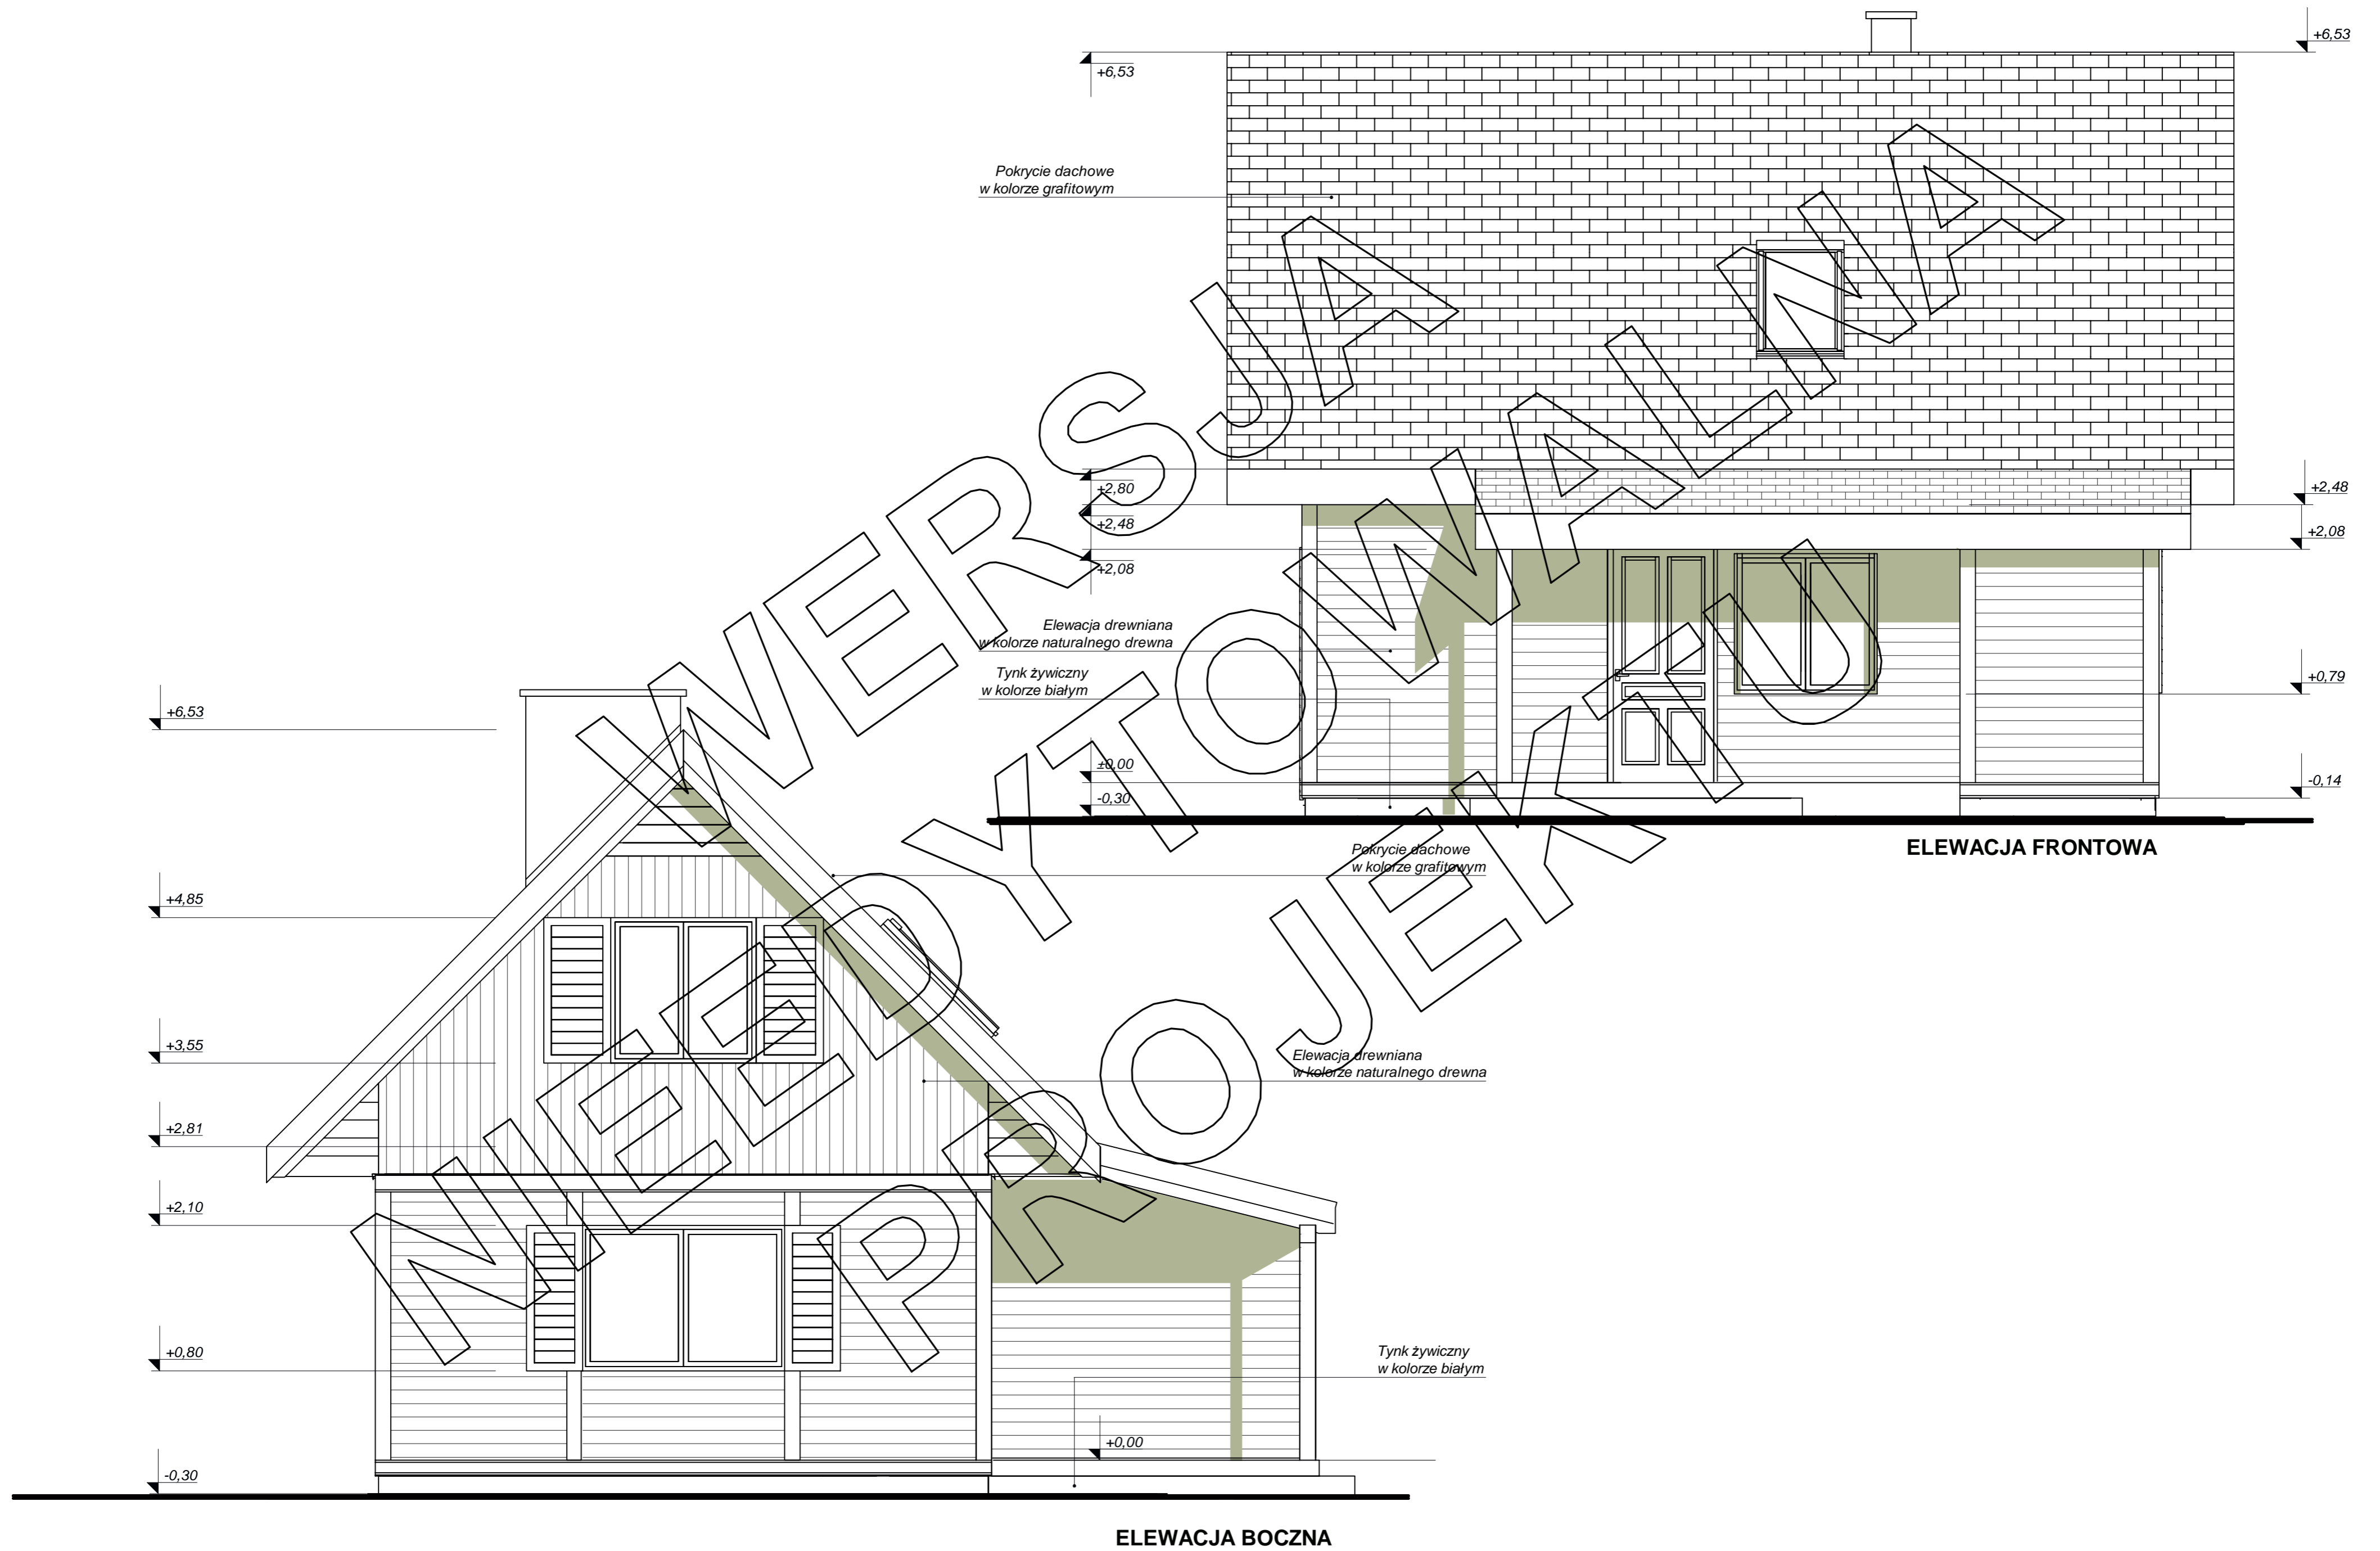 +6,53
+6,53
Pokrycie dachowe
w kolorze grafitowym
+2,80
+2,48
+2,08
+2,48
+2,08
Elewacja drewniana
w kolorze naturalnego drewna
Tynk żywiczny
w kolorze białym
+0,79
±0,00
-0,30
-0,14
ELEWACJA FRONTOWA
WERSJA
NIEEDYTOWALNA
PROJEKTU
+6,53
+4,85
+3,55
+2,81
+2,10
+0,80
-0,30
Pokrycie dachowe
w kolorze grafitowym
Elewacja drewniana
w kolorze naturalnego drewna
Tynk żywiczny
w kolorze białym
+0,00
ELEWACJA BOCZNA